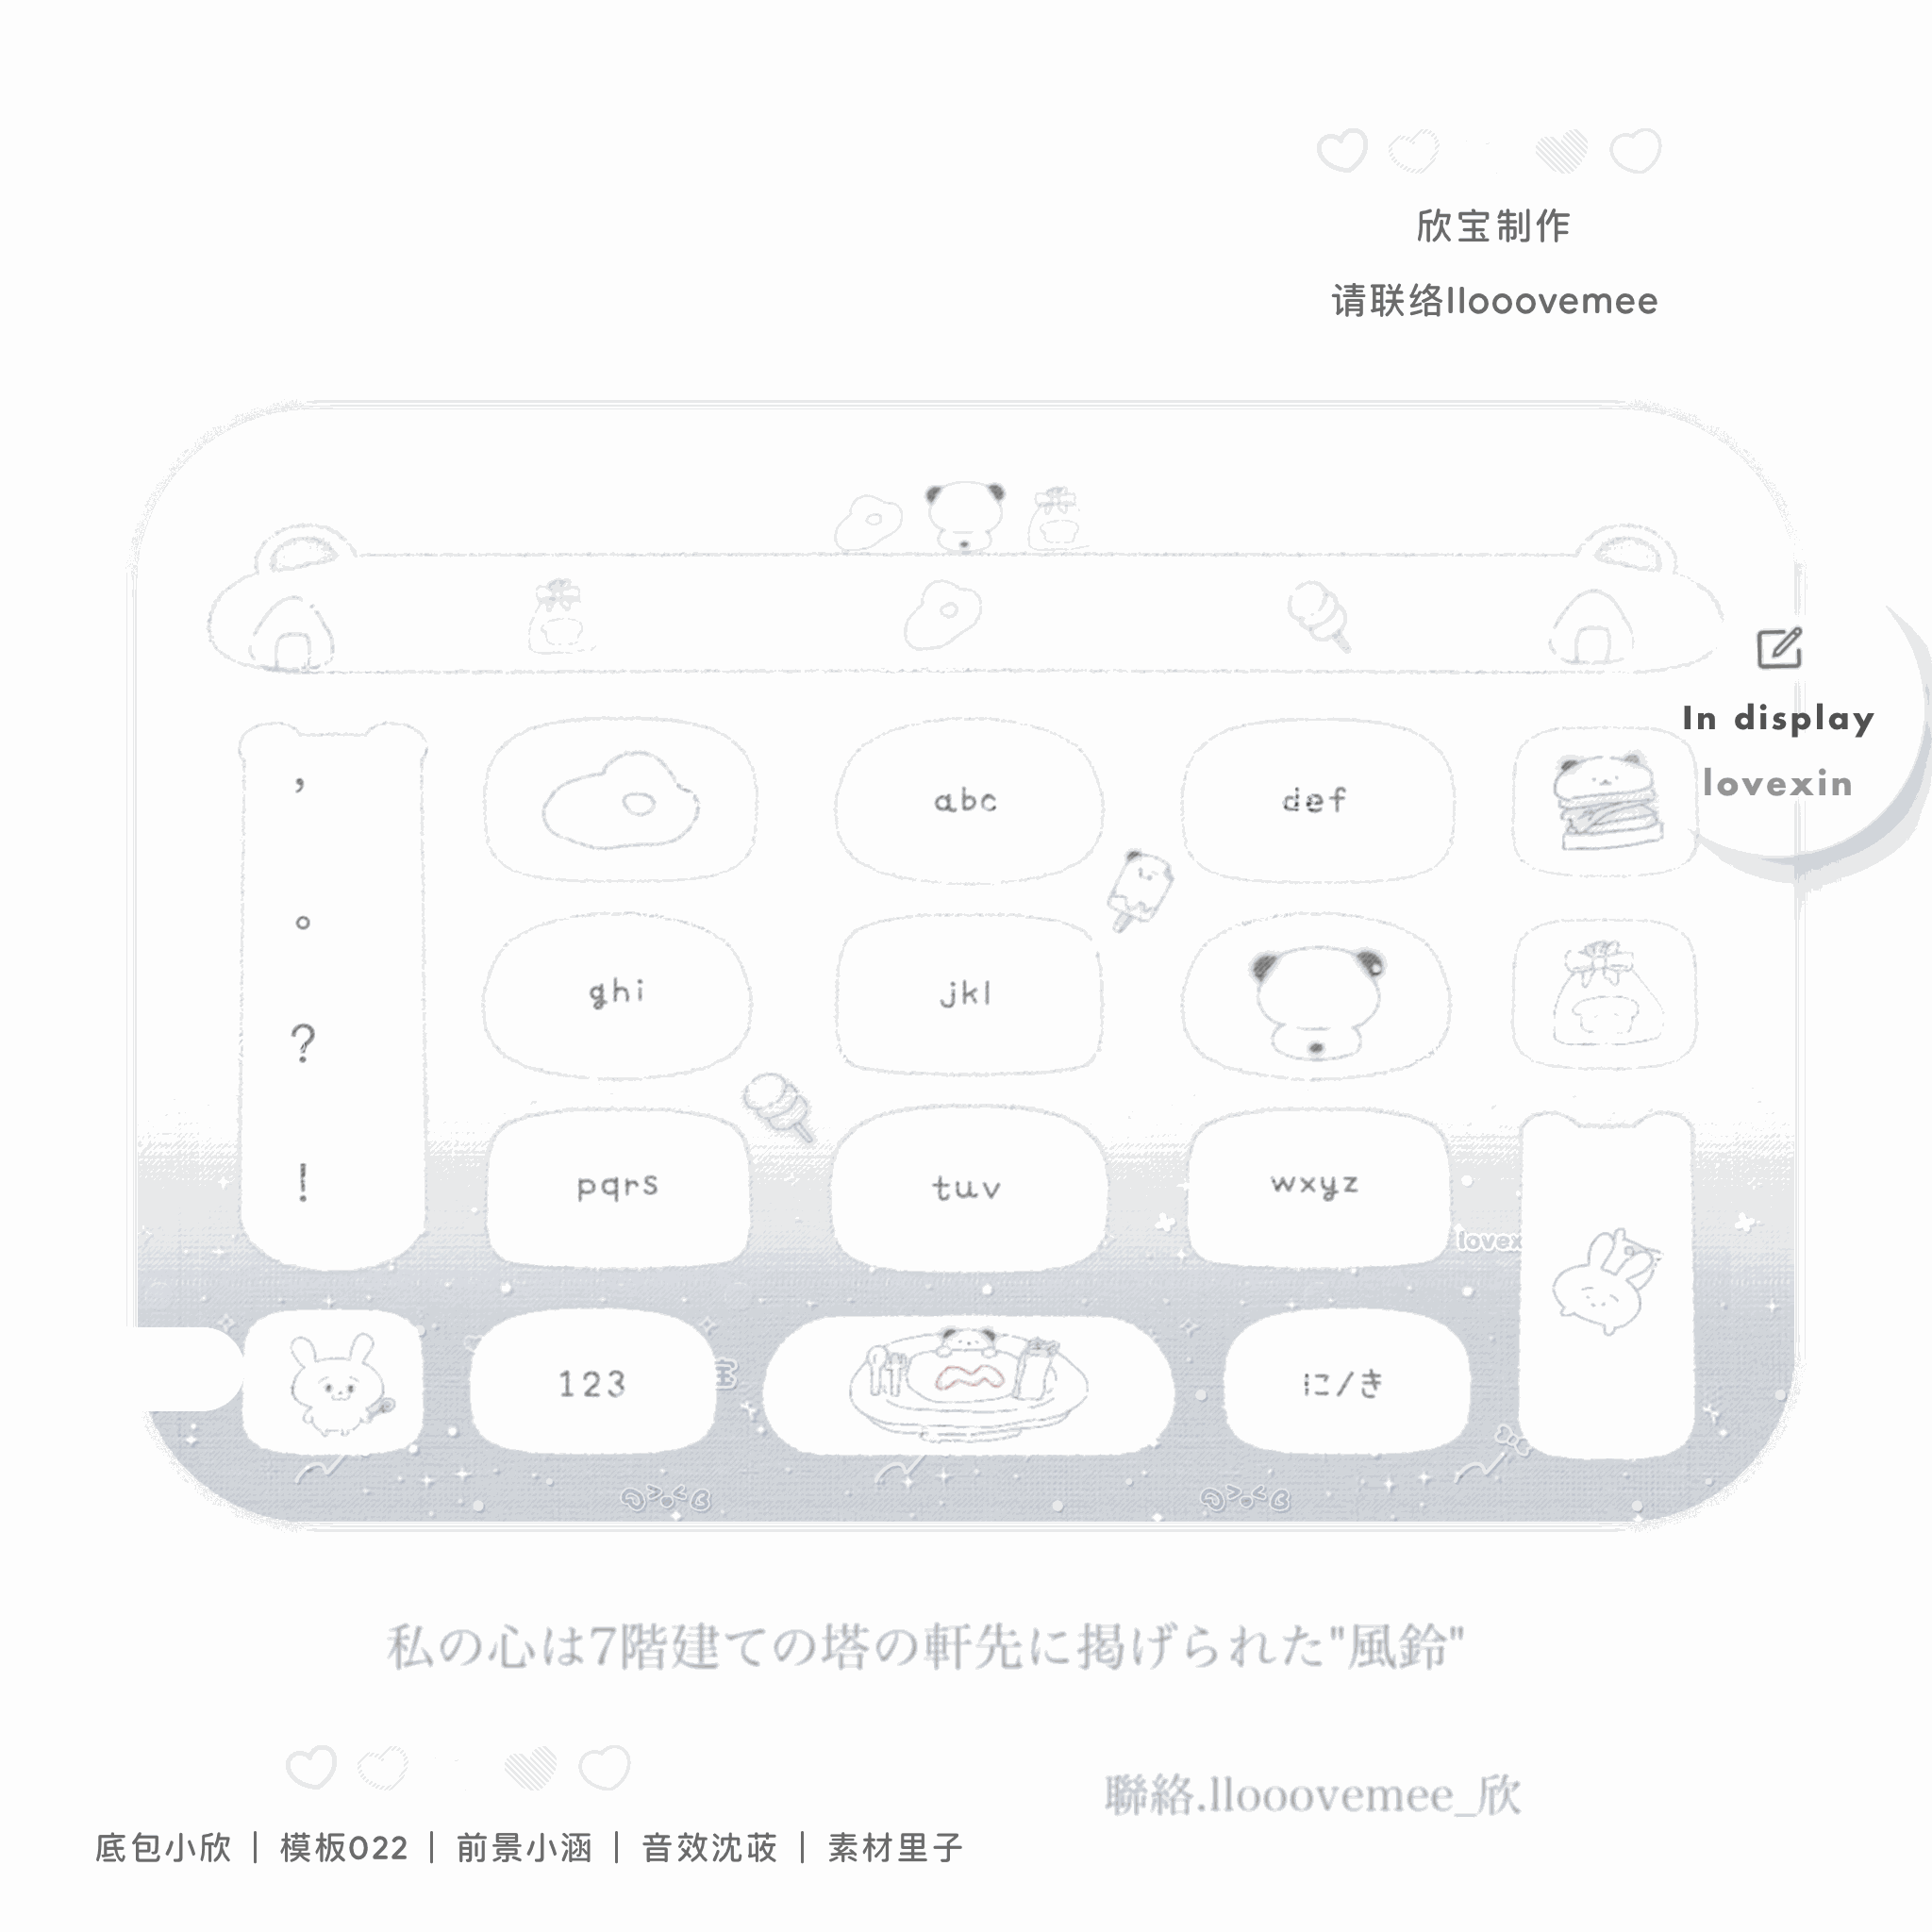 欣宝制作
请联络llooovemee
In display
lovexin
,
abc
def
。
ghi
jkl
?
!
pqrs
tuv
wxyz
lovex
宝
123
に/き
私の心は7階建ての塔の軒先に掲げられた"風鈴"
聯絡.llooovemee_欣
底包小欣｜模板022｜前景小涵｜音效沈莜｜素材里子